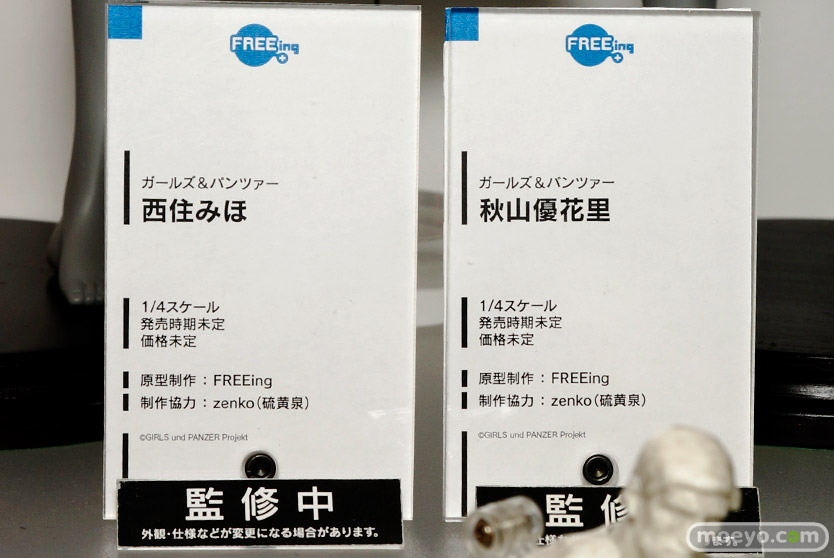 FREEing
ガールズ＆パンツァー
西住みほ
1/4スケール
発売時期未定
価格未定
原型制作：FREEing
制作協力：zenko（硫黄泉）
©GIRLS und PANZER Projekt
監修中
外観・仕様などが変更になる場合があります。
FREEing
ガールズ＆パンツァー
秋山優花里
1/4スケール
発売時期未定
価格未定
原型制作：FREEing
制作協力：zenko（硫黄泉）
©GIRLS und PANZER Projekt
監修
ます。
moeyo.com